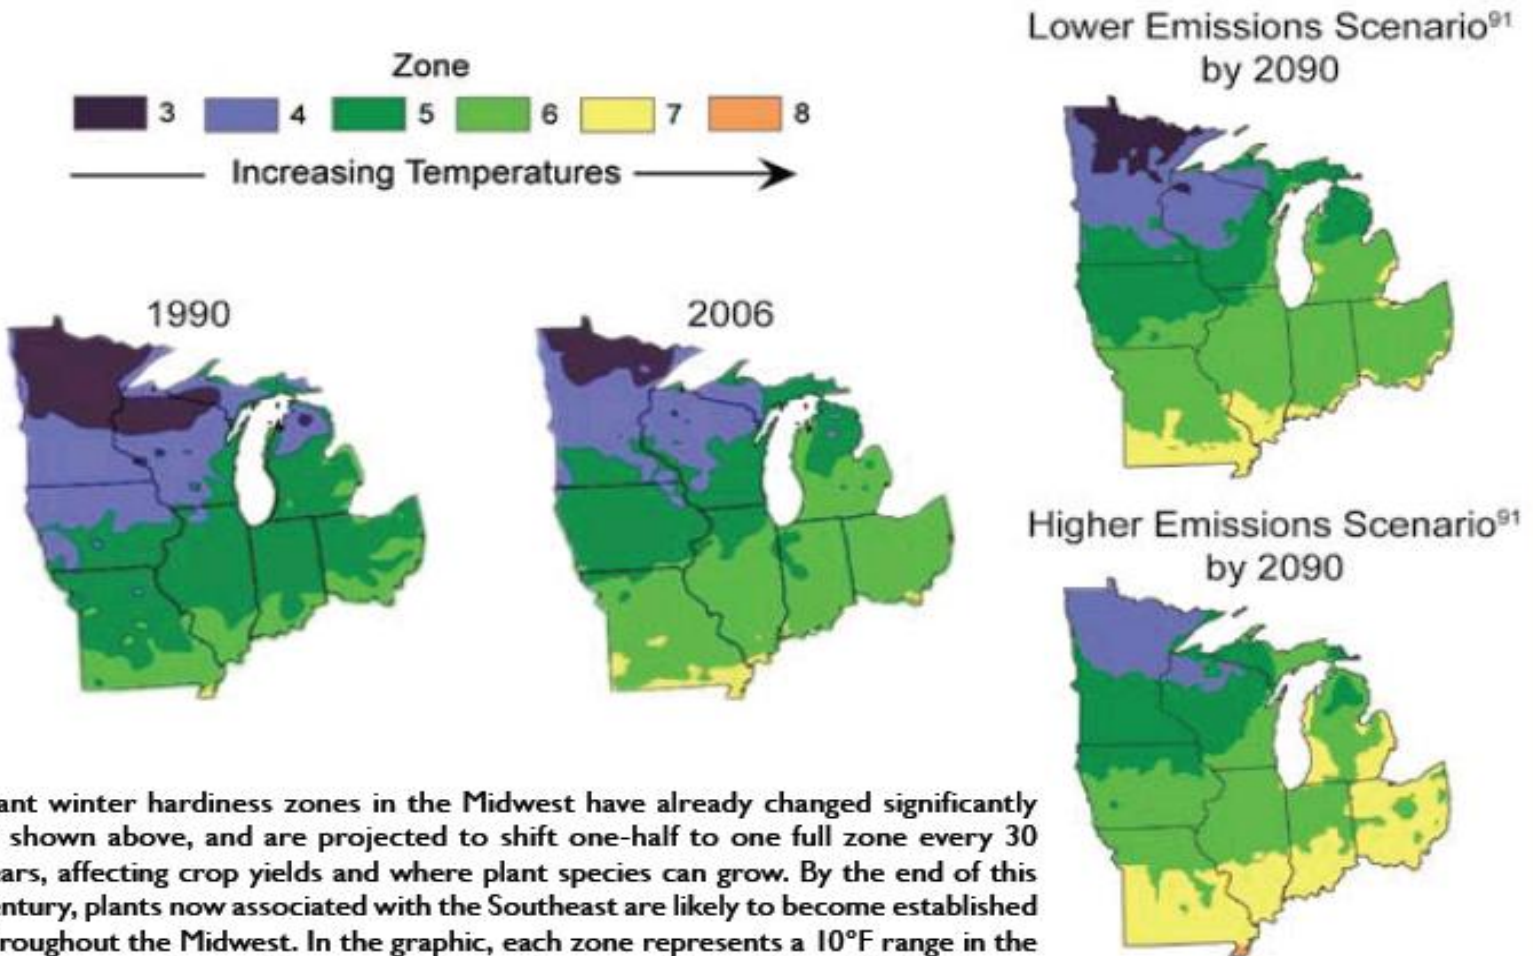 Zone
3 4 5 6 7 8
Increasing Temperatures
1990
2006
Lower Emissions Scenario91
by 2090
Higher Emissions Scenario91
by 2090
ant winter hardiness zones in the Midwest have already changed significantly
shown above, and are projected to shift one-half to one full zone every 30
ars, affecting crop yields and where plant species can grow. By the end of this
entury, plants now associated with the Southeast are likely to become established
roughout the Midwest. In the graphic, each zone represents a 10°F range in the